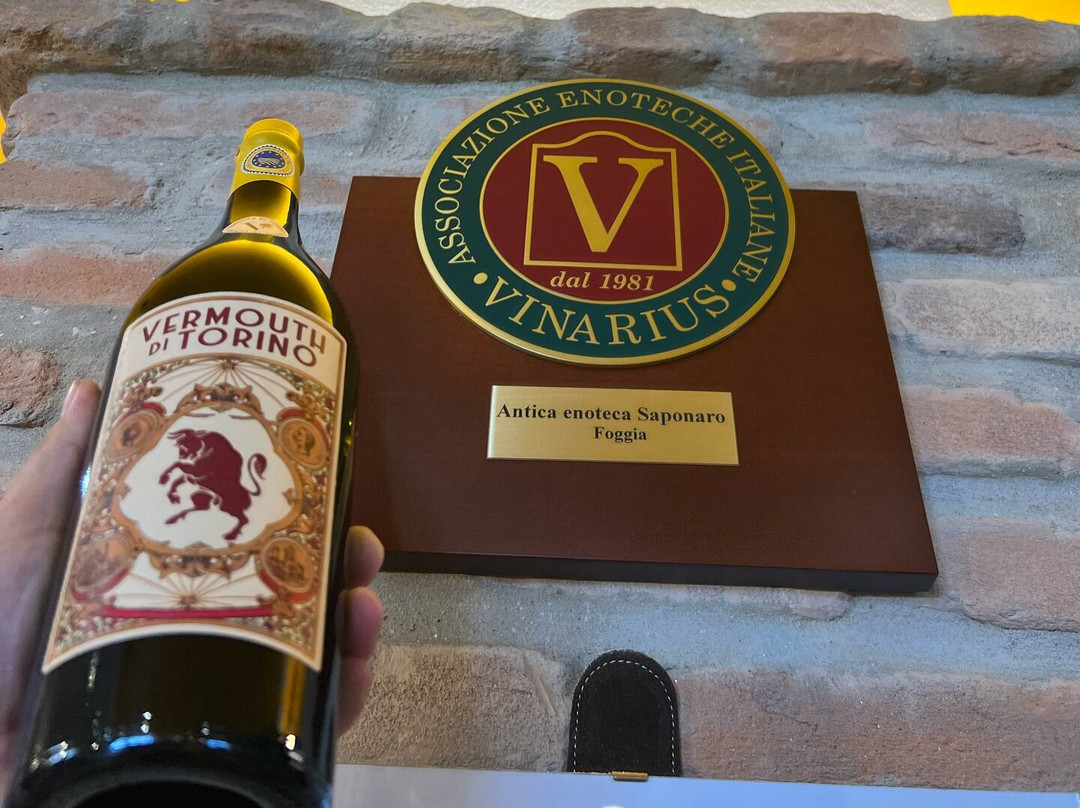 VERMOUTH
DI TORINO
ASSOCIAZIONE ENOTECHE ITALIANE
V
dal 1981
• VINARIUS •
Antica enoteca Saponaro
Foggia